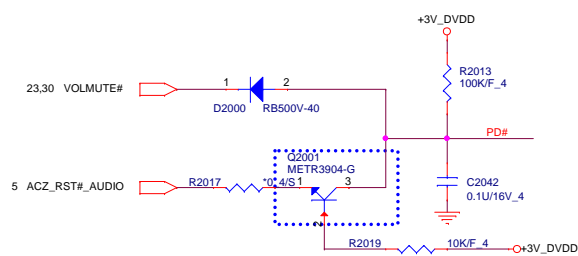 +3V_DVDD
R2013
100K/F_4
23,30 VOLMUTE#
1
2
D2000 RB500V-40
PD#
Q2001
METR3904-G
5 ACZ_RST#_AUDIO
R2017
*0_4/S
1
3
2
C2042
0.1U/16V_4
R2019
10K/F_4
+3V_DVDD